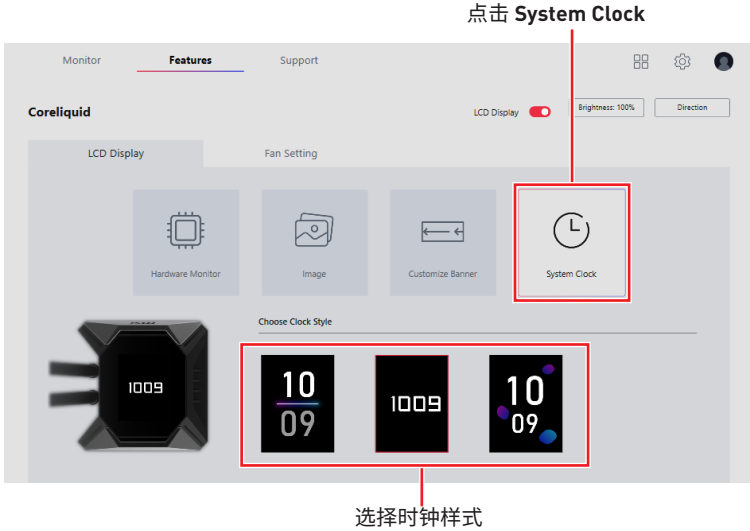 点击 System Clock
Monitor Features Support
Coreliquid LCD Display Brightness: 100% Direction
LCD Display Fan Setting
Hardware Monitor Image Customize Banner System Clock
Choose Clock Style
1009
10
09
1009
10
09
选择时钟样式